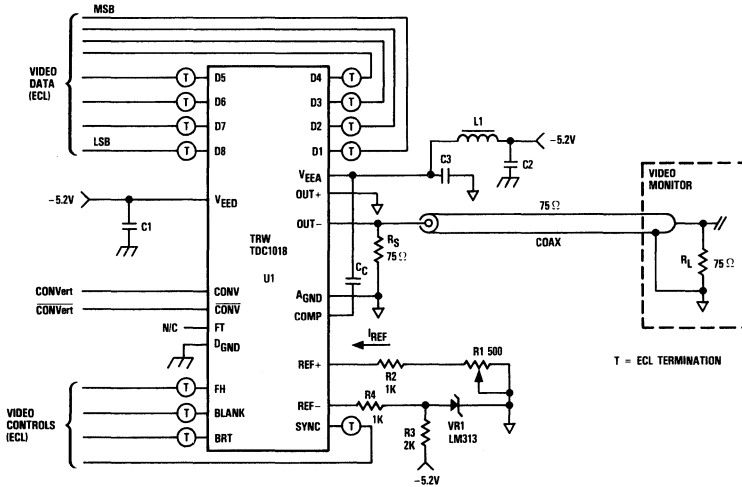 MSB
VIDEO
DATA
(ECL)
T D5
T D6
T D7
LSB T D8
D4 T
D3 T
D2 T
D1 T
L1
-5.2V
C3
C2
VEEA
OUT+
-5.2V
VEED
C1
TRW
TDC1018
U1
OUT-
RS
75Ω
CC
75Ω
COAX
VIDEO
MONITOR
RL 75Ω
AGND
COMP
CONVert CONV
CONVert CONV
N/C FT
DGND
IREF
REF+
R2
1K
R1 500
T = ECL TERMINATION
VIDEO
CONTROLS
(ECL)
T FH
T BLANK
T BRT
REF-
R4
1K
VR1
LM313
SYNC T
R3
2K
-5.2V